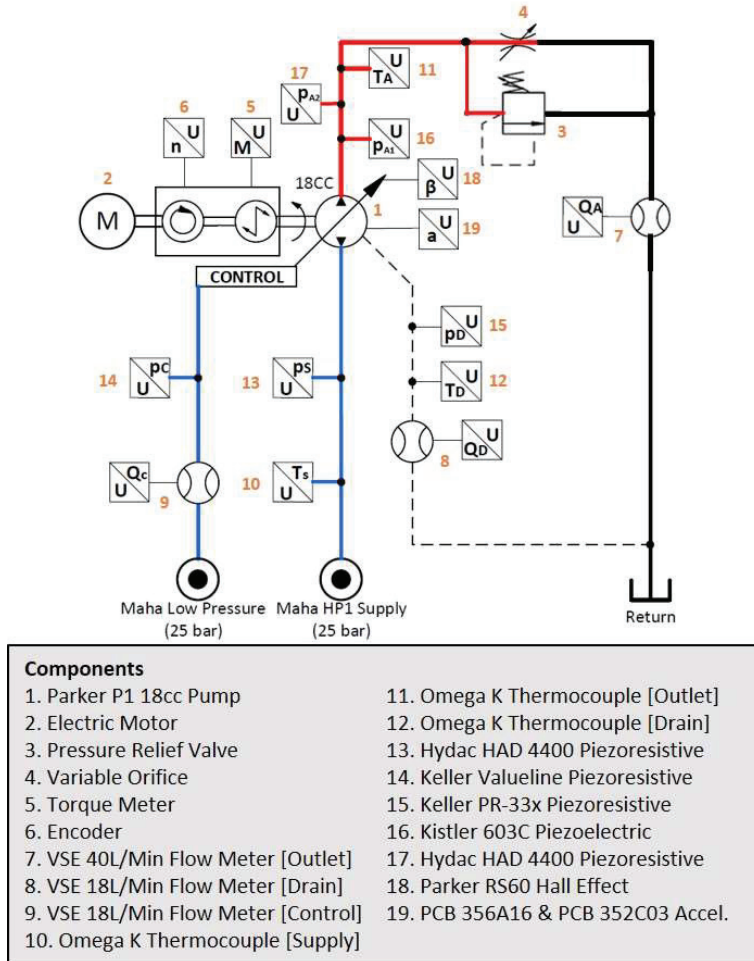 4
17
U
TA
11
6
5
pA2
U
U
n
U
M
U
pA1
16
3
2
18CC
U
β
18
M
1
U
a
19
QA
U
7
CONTROL
U
pD
15
14
pC
U
13
pS
U
U
TD
12
Qc
U
9
10
Ts
U
8
U
QD
Maha Low Pressure
(25 bar)
Maha HP1 Supply
(25 bar)
Return
Components
1. Parker P1 18cc Pump
2. Electric Motor
3. Pressure Relief Valve
4. Variable Orifice
5. Torque Meter
6. Encoder
7. VSE 40L/Min Flow Meter [Outlet]
8. VSE 18L/Min Flow Meter [Drain]
9. VSE 18L/Min Flow Meter [Control]
10. Omega K Thermocouple [Supply]
11. Omega K Thermocouple [Outlet]
12. Omega K Thermocouple [Drain]
13. Hydac HAD 4400 Piezoresistive
14. Keller Valueline Piezoresistive
15. Keller PR-33x Piezoresistive
16. Kistler 603C Piezoelectric
17. Hydac HAD 4400 Piezoresistive
18. Parker RS60 Hall Effect
19. PCB 356A16 & PCB 352C03 Accel.